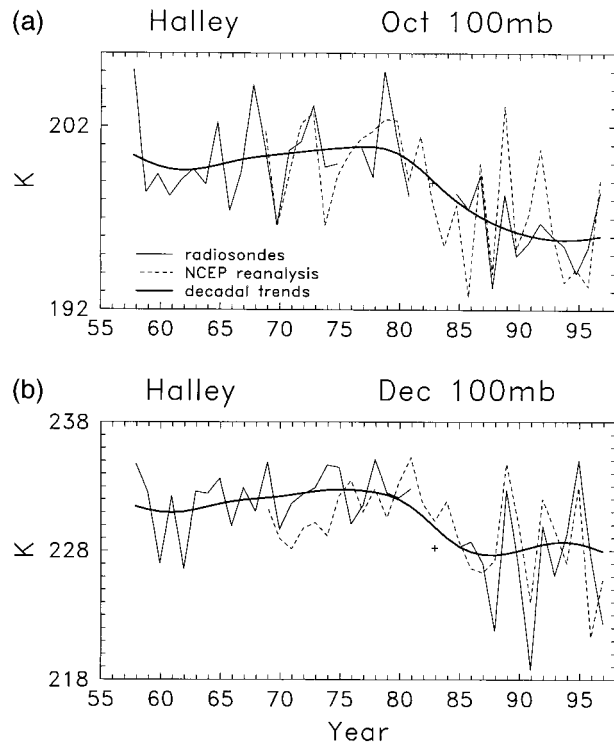 (a)
Halley Oct 100mb
202
K
radiosondes
NCEP reanalysis
decadal trends
192
55 60 65 70 75 80 85 90 95
(b)
Halley Dec 100mb
238
K
228
218
55 60 65 70 75 80 85 90 95
Year